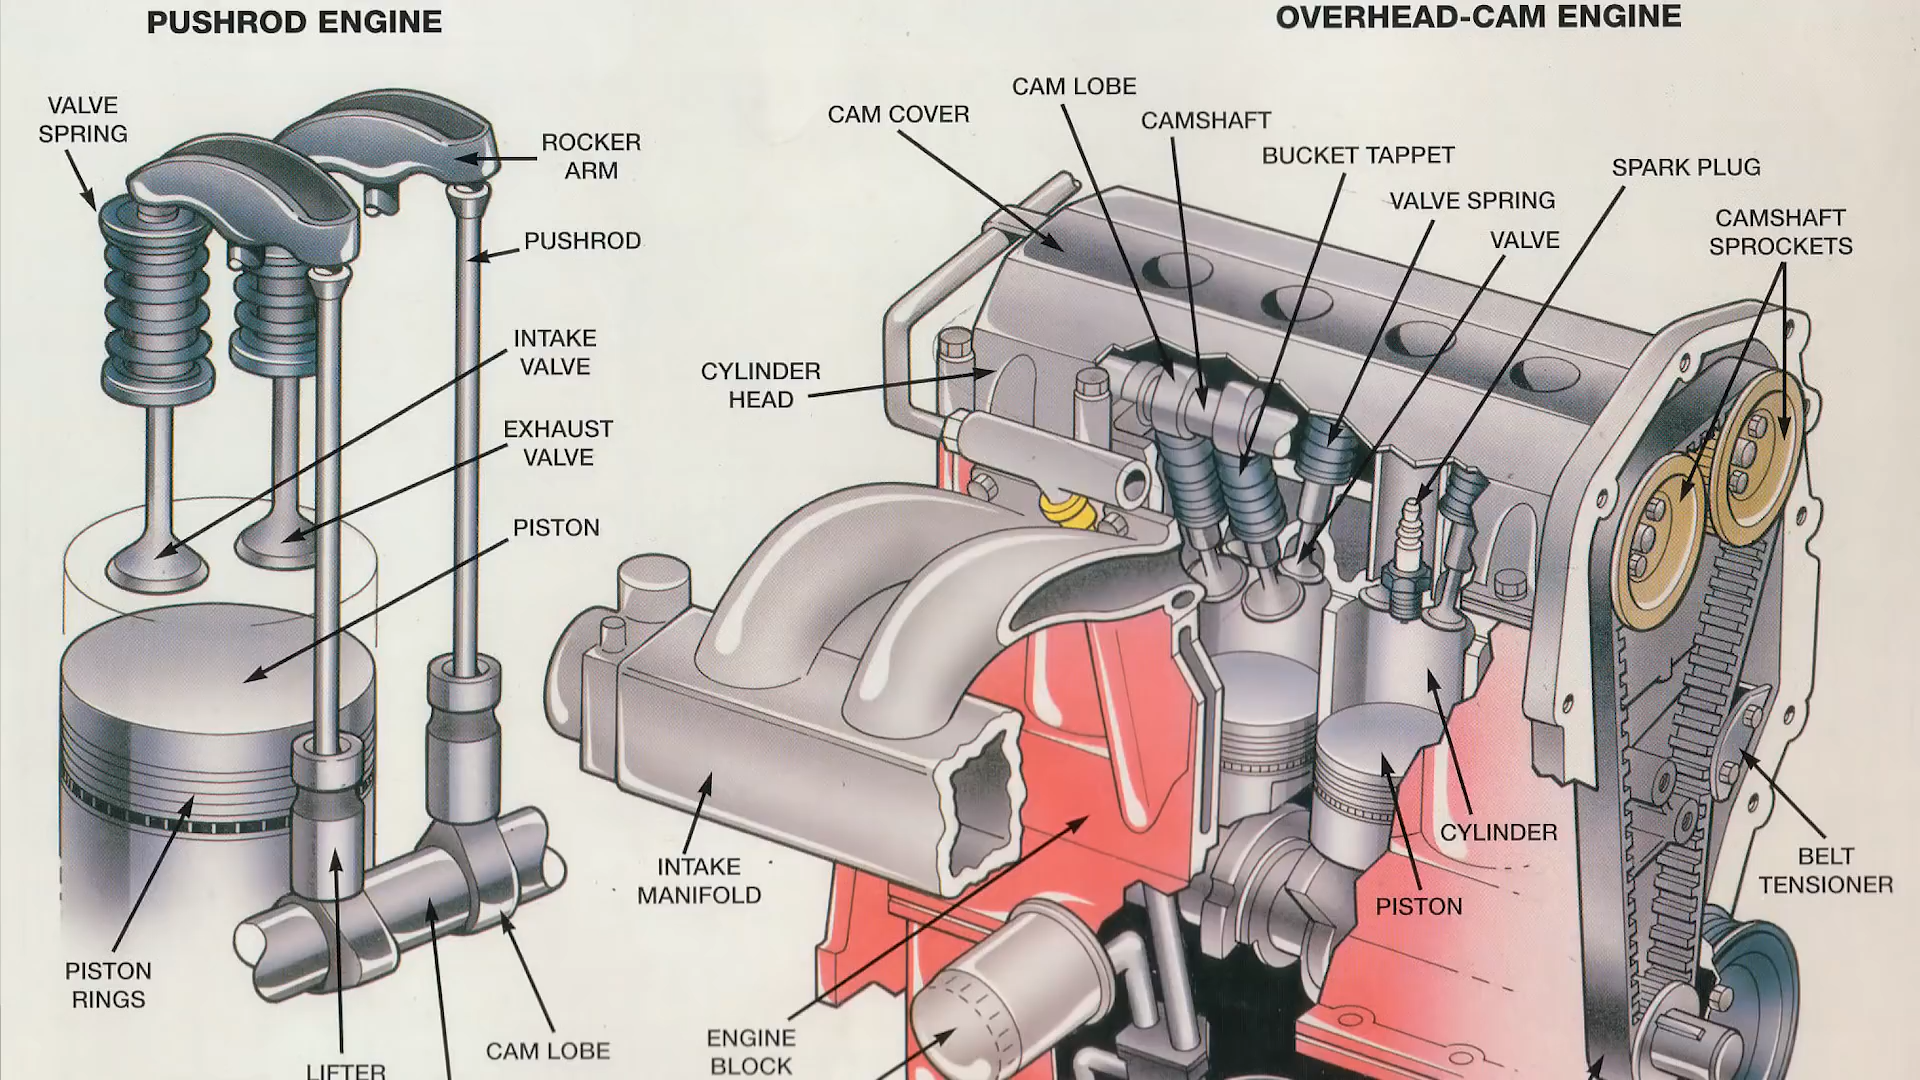 PUSHROD ENGINE
VALVE
SPRING
ROCKER
ARM
PUSHROD
INTAKE
VALVE
EXHAUST
VALVE
PISTON
PISTON
RINGS
LIFTER
CAM LOBE
OVERHEAD-CAM ENGINE
CAM COVER
CAM LOBE
CAMSHAFT
BUCKET TAPPET
VALVE SPRING
VALVE
SPARK PLUG
CAMSHAFT
SPROCKETS
CYLINDER
HEAD
INTAKE
MANIFOLD
ENGINE
BLOCK
CYLINDER
PISTON
BELT
TENSIONER